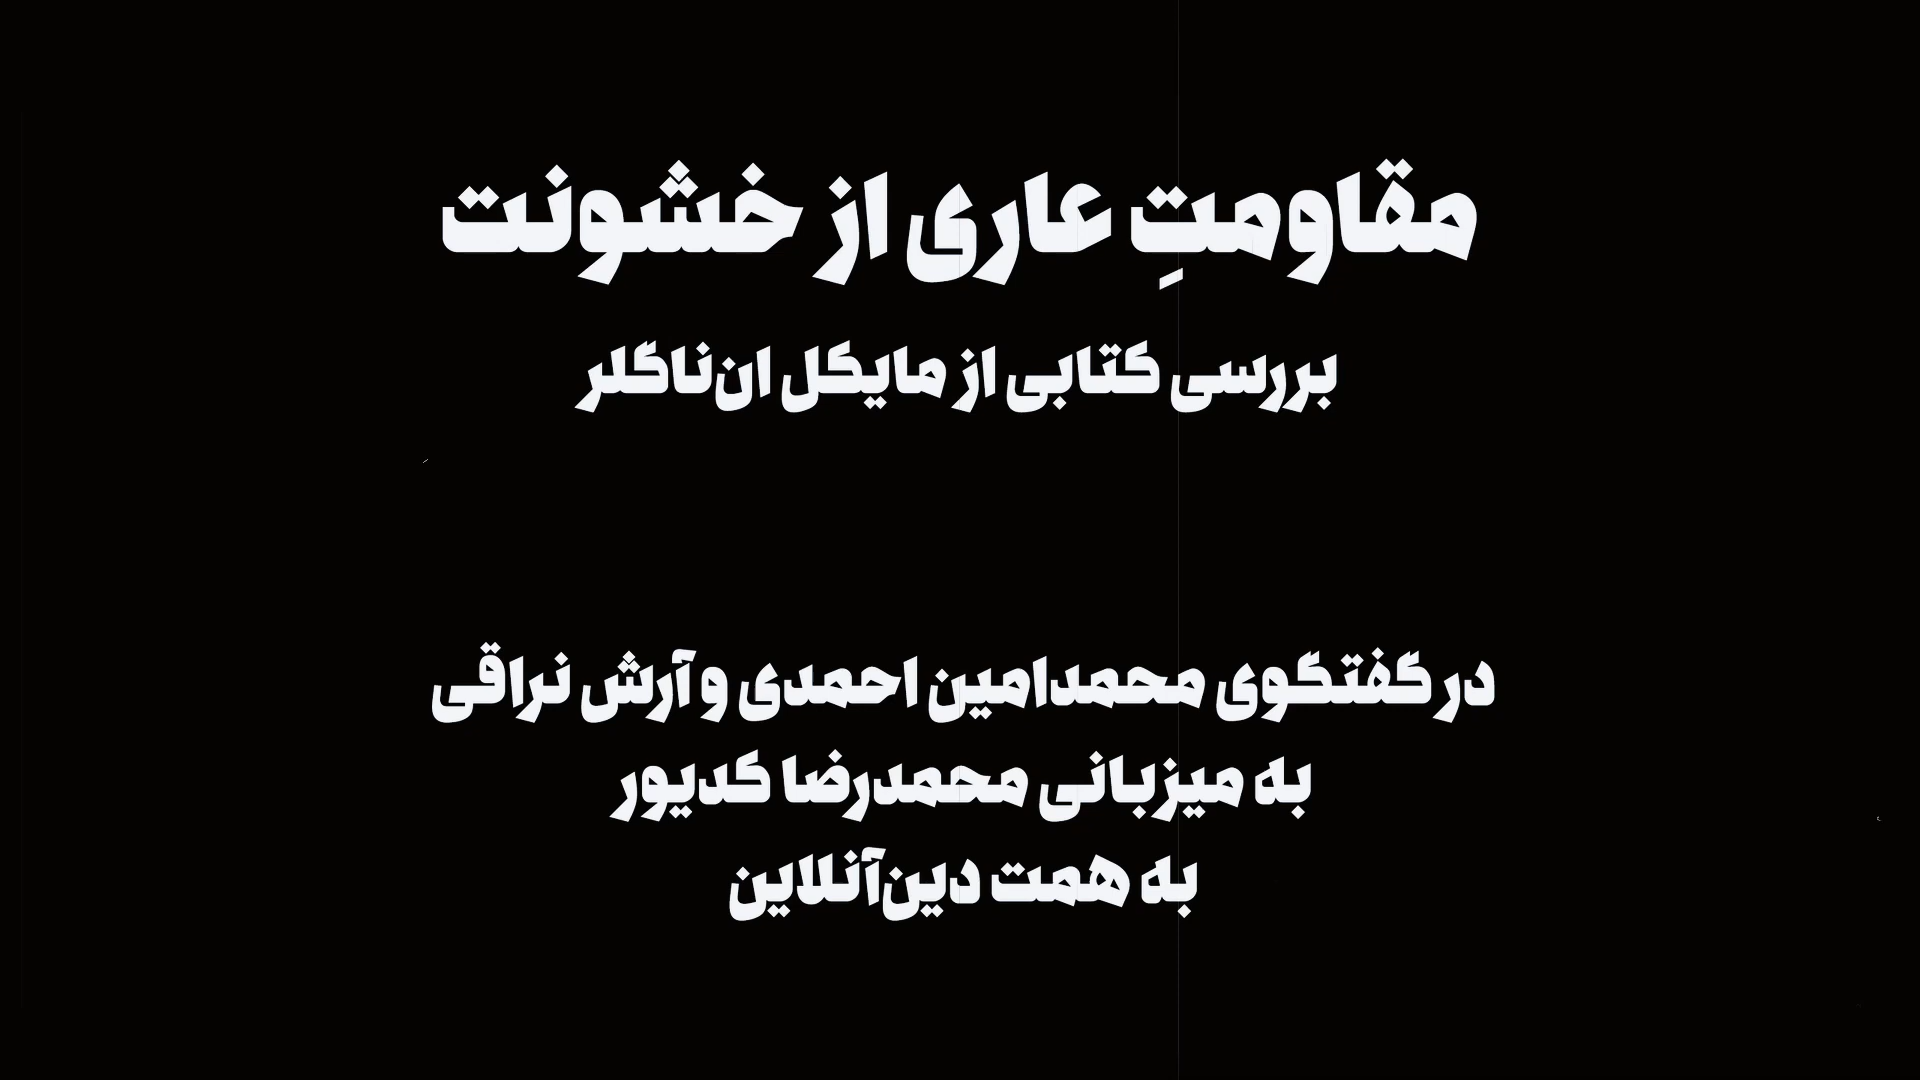 مقاومتِ عاری از خشونت
بررسی کتابی از مایکل ان‌ناگلر
در گفتگوی محمدامین احمدی و آرش نراقی
به میزبانی محمدرضا کدیور
به همت دین‌آنلاین